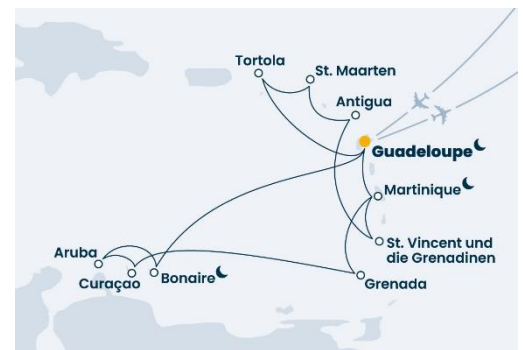 Tortola
St. Maarten
Antigua
Guadeloupe
Martinique
St. Vincent und
die Grenadinen
Aruba
Curaçao
Bonaire
Grenada